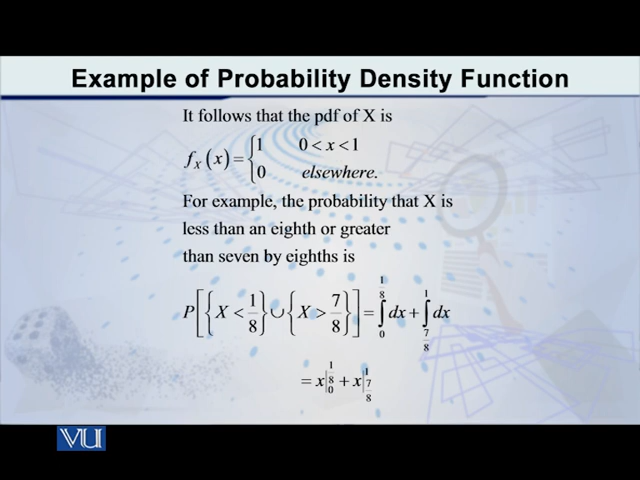 Example of Probability Density Function
It follows that the pdf of X is
f_X(x) = {1 0 < x < 1
{0 elsewhere.
For example, the probability that X is
less than an eighth or greater
than seven by eighths is
P[{X < 1/8} ∪ {X > 7/8}] = ∫_0^{1/8} dx + ∫_{7/8}^1 dx
= x|_0^{1/8} + x|_{7/8}^1
VU